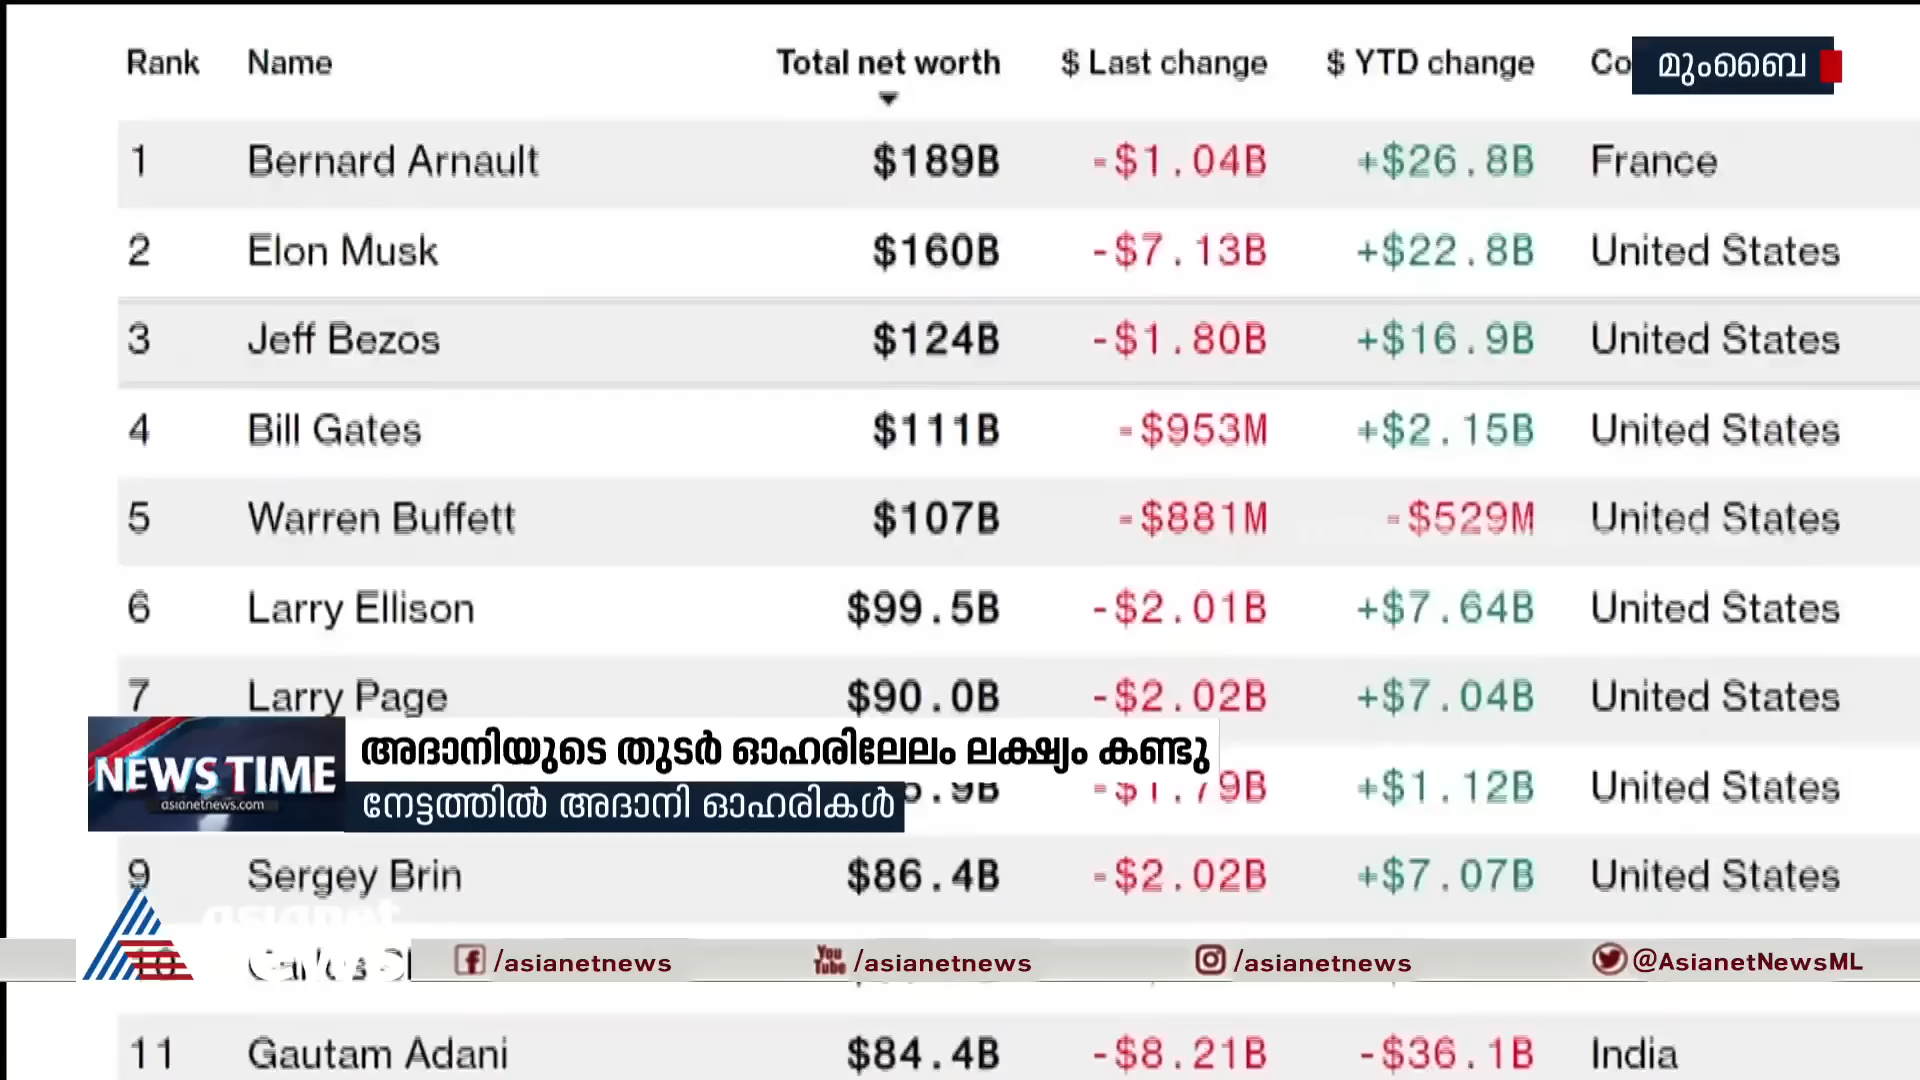 Rank Name Total net worth $ Last change $ YTD change Co
മുംബൈ
1 Bernard Arnault $189B -$1.04B +$26.8B France
2 Elon Musk $160B -$7.13B +$22.8B United States
3 Jeff Bezos $124B -$1.80B +$16.9B United States
4 Bill Gates $111B -$953M +$2.15B United States
5 Warren Buffett $107B -$881M -$529M United States
6 Larry Ellison $99.5B -$2.01B +$7.64B United States
7 Larry Page $90.0B -$2.02B +$7.04B United States
NEWS TIME
asianetnews.com
അദാനിയുടെ തുടർ ഓഹരിലേലം ലക്ഷ്യം കണ്ടു
നേട്ടത്തിൽ അദാനി ഓഹരികൾ
+$1.12B United States
9 Sergey Brin $86.4B -$2.02B +$7.07B United States
asianet news
10
/asianetnews
You Tube /asianetnews
/asianetnews
@AsianetNewsML
11 Gautam Adani $84.4B -$8.21B -$36.1B India